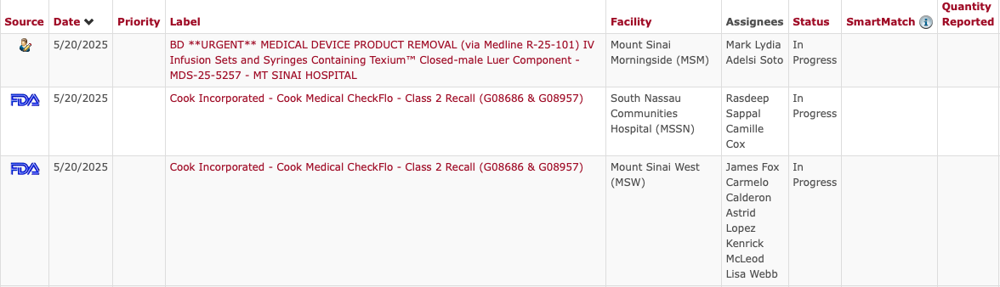 Source Date Priority Label Facility Assignees Status SmartMatch Quantity Reported
5/20/2025
BD **URGENT** MEDICAL DEVICE PRODUCT REMOVAL (via Medline R-25-101) IV
Infusion Sets and Syringes Containing Texium™ Closed-male Luer Component -
MDS-25-5257 - MT SINAI HOSPITAL
Mount Sinai
Morningside (MSM)
Mark Lydia
Adelsi Soto
In
Progress
FDA
5/20/2025
Cook Incorporated - Cook Medical CheckFlo - Class 2 Recall (G08686 & G08957)
South Nassau
Communities
Hospital (MSSN)
Rasdeep
Sappal
Camille
Cox
In
Progress
FDA
5/20/2025
Cook Incorporated - Cook Medical CheckFlo - Class 2 Recall (G08686 & G08957)
Mount Sinai West
(MSW)
James Fox
Carmelo
Calderon
Astrid
Lopez
Kenrick
McLeod
Lisa Webb
In
Progress